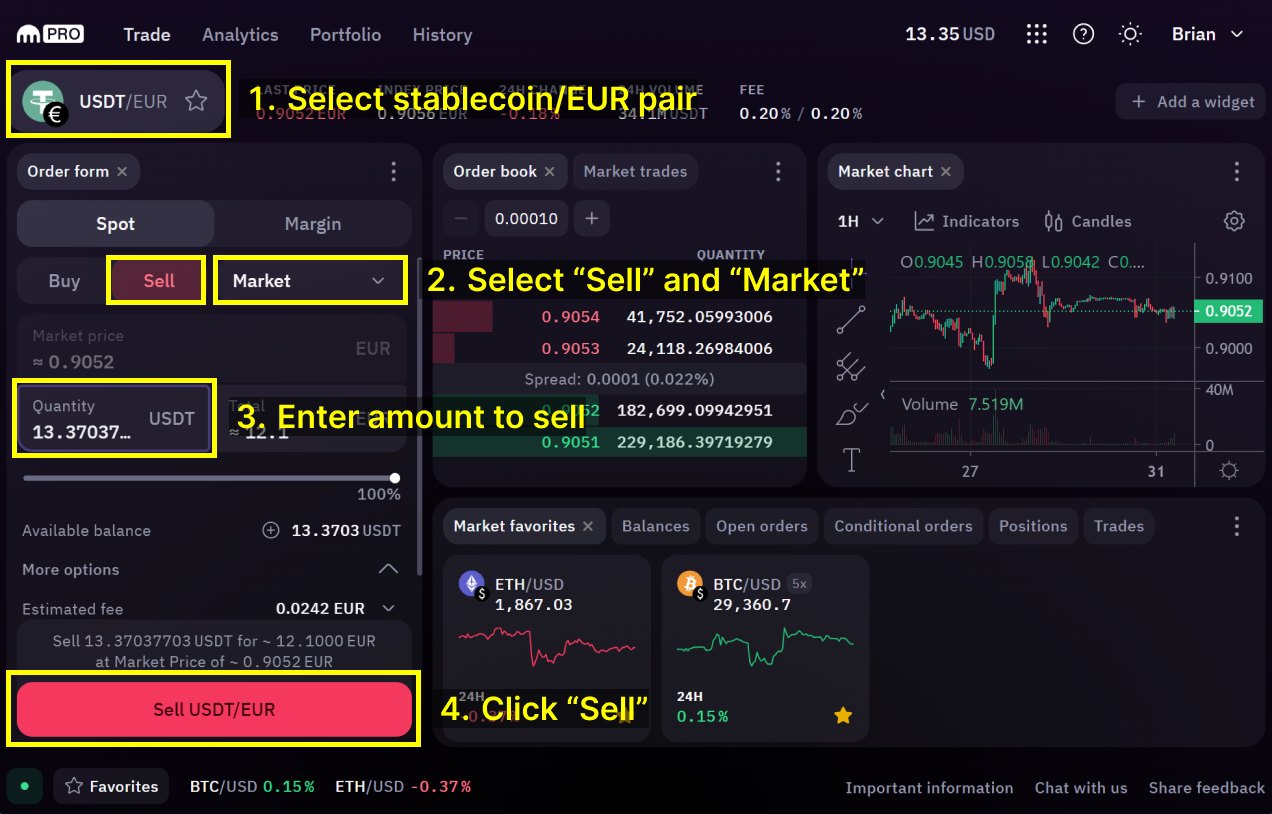 PRO Trade Analytics Portfolio History 13.35 USD Brian
USDT/EUR
1. Select stablecoin/EUR pair
LAST PRICE INDEX PRICE 24H CHANGE 24H VOLUME FEE
0.9052 EUR 0.9056 EUR -0.18% 34.1M USDT 0.20% / 0.20%
+ Add a widget
Order form ×
Spot Margin
Buy Sell Market
2. Select “Sell” and “Market”
Market price
≈ 0.9052 EUR
Quantity
13.37037... USDT
Total
≈ 12.1 EUR
3. Enter amount to sell
100%
Available balance 13.3703 USDT
More options
Estimated fee 0.0242 EUR
Sell 13.37037703 USDT for ~ 12.1000 EUR
at Market Price of ~ 0.9052 EUR
Sell USDT/EUR
4. Click “Sell”
Order book × Market trades
− 0.00010 +
PRICE QUANTITY
0.9054 41,752.05993006
0.9053 24,118.26984006
Spread: 0.0001 (0.022%)
0.9052 182,699.09942951
0.9051 229,186.39719279
Market chart ×
1H Indicators Candles
O0.9045 H0.9058 L0.9042 C0....
0.9100
0.9052
0.9000
Volume 7.519M
40M
0
27 31
Market favorites × Balances Open orders Conditional orders Positions Trades
ETH/USD
1,867.03
24H
BTC/USD 5x
29,360.7
24H
0.15%
Favorites BTC/USD 0.15% ETH/USD -0.37%
Important information Chat with us Share feedback